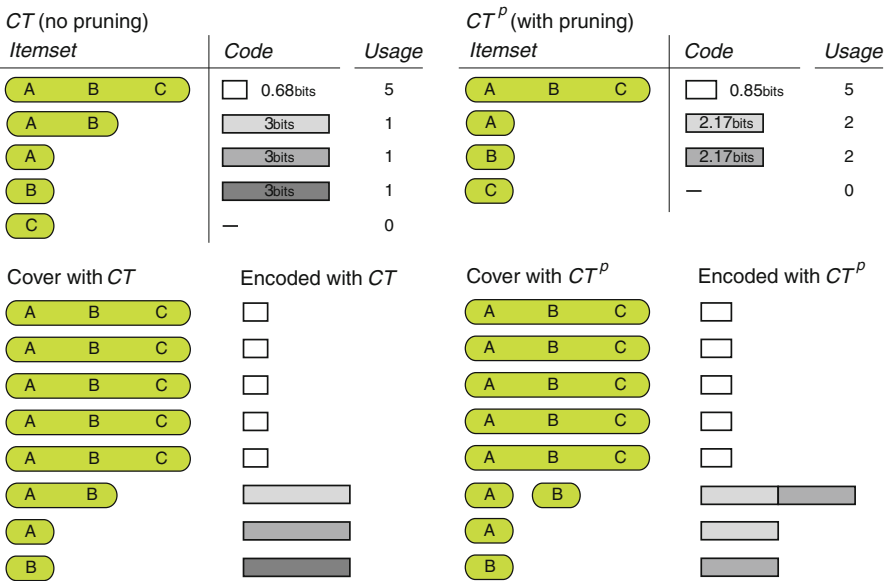 CT (no pruning)
Itemset Code Usage
A B C 0.68bits 5
A B 3bits 1
A 3bits 1
B 3bits 1
C — 0
CT^p (with pruning)
Itemset Code Usage
A B C 0.85bits 5
A 2.17bits 2
B 2.17bits 2
C — 0
Cover with CT Encoded with CT
A B C
A B C
A B C
A B C
A B C
A B
A
B
Cover with CT^p Encoded with CT^p
A B C
A B C
A B C
A B C
A B C
A B
A
B